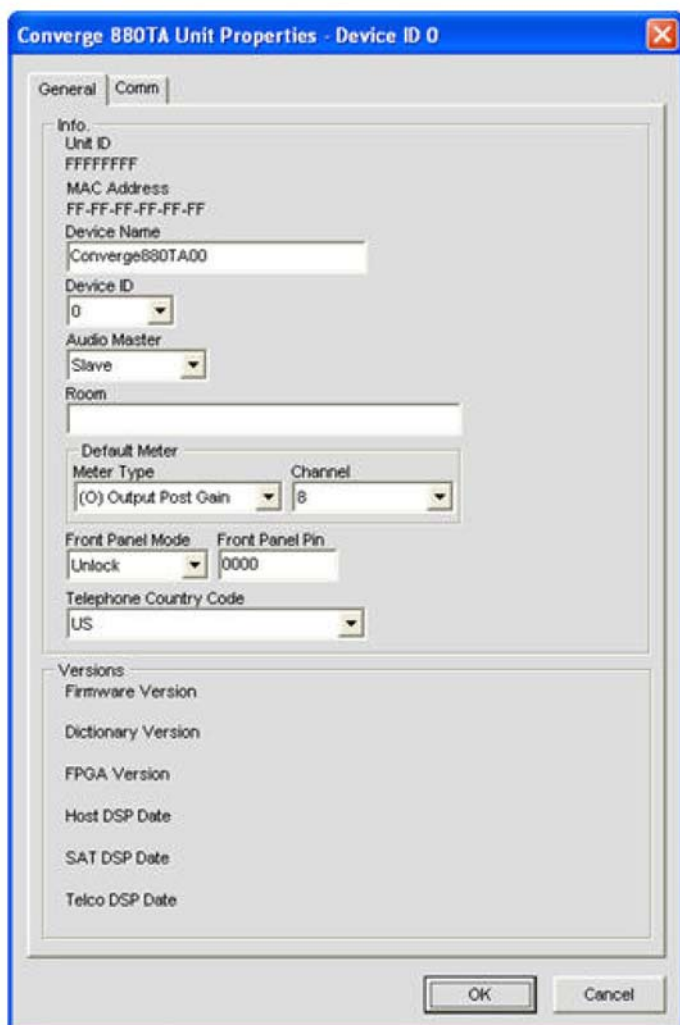 Converge 880TA Unit Properties - Device ID 0
General Comm
Info.
Unit ID
FFFFFFFF
MAC Address
FF-FF-FF-FF-FF-FF
Device Name
Converge880TA00
Device ID
0
Audio Master
Slave
Room
Default Meter
Meter Type Channel
(O) Output Post Gain 8
Front Panel Mode Front Panel Pin
Unlock 0000
Telephone Country Code
US
Versions
Firmware Version
Dictionary Version
FPGA Version
Host DSP Date
SAT DSP Date
Telco DSP Date
OK Cancel